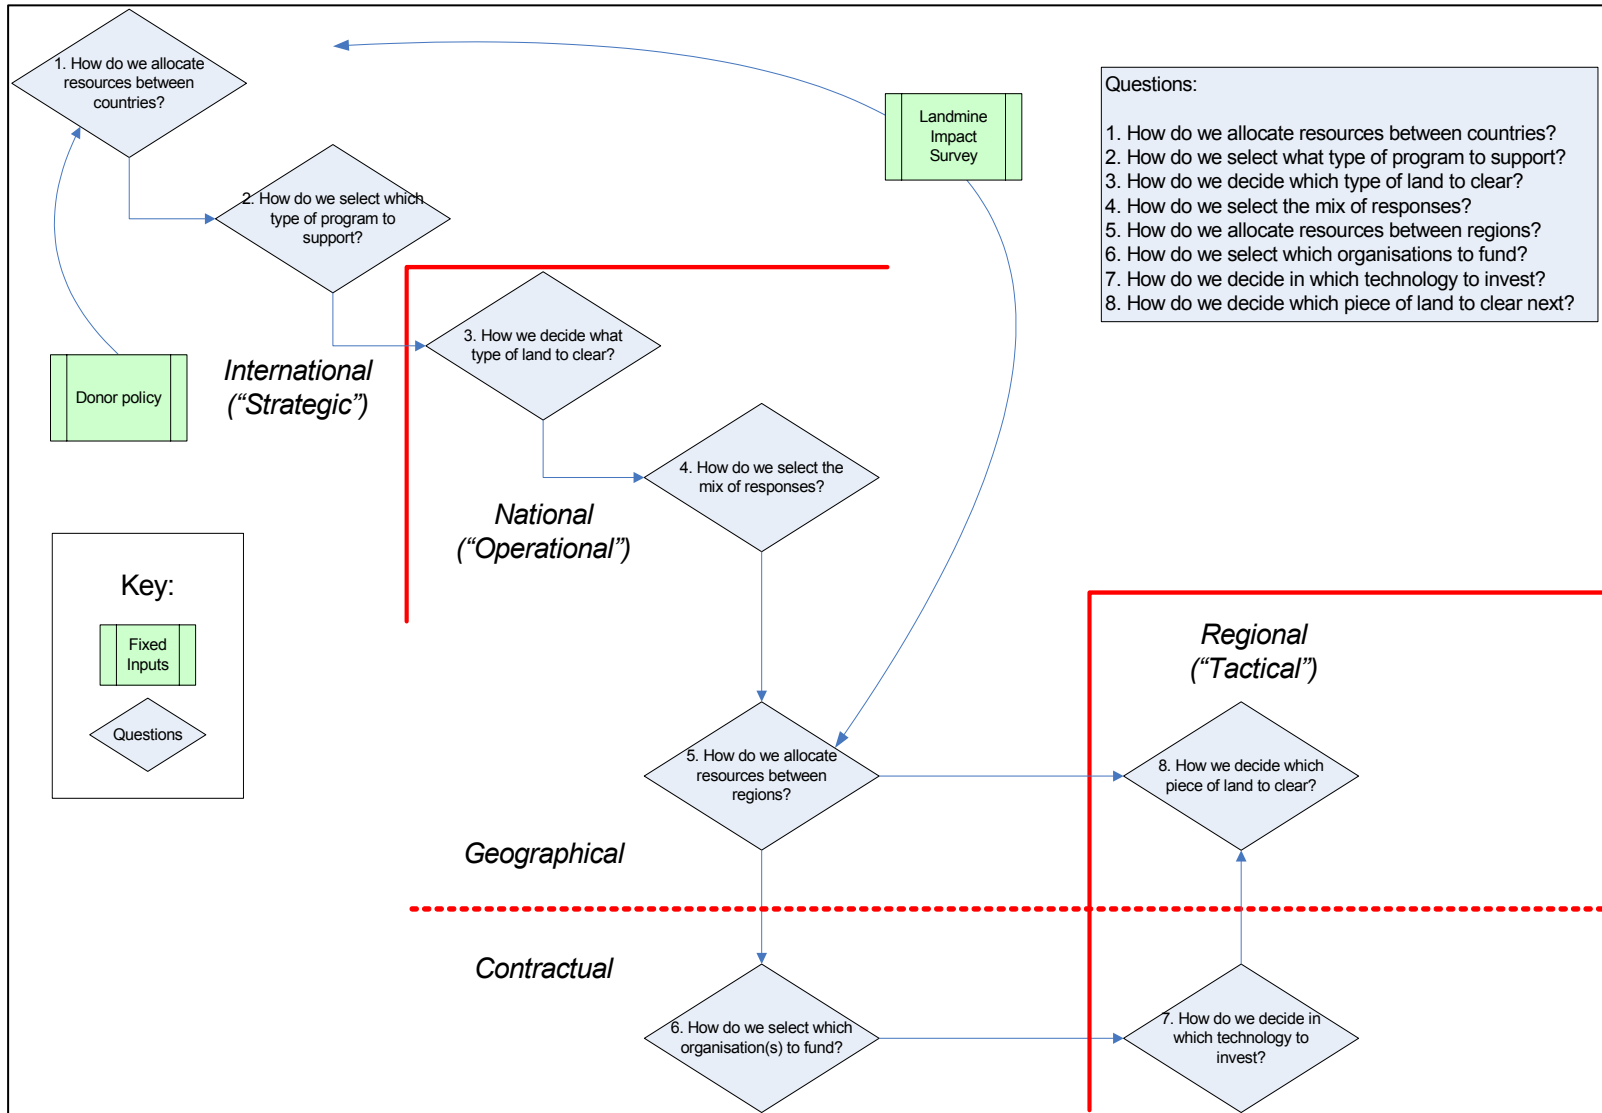 1. How do we allocate
resources between
countries?
Landmine
Impact
Survey
Questions:
1. How do we allocate resources between countries?
2. How do we select what type of program to support?
3. How do we decide which type of land to clear?
4. How do we select the mix of responses?
5. How do we allocate resources between regions?
6. How do we select which organisations to fund?
7. How do we decide in which technology to invest?
8. How do we decide which piece of land to clear next?
2. How do we select which
type of program to
support?
3. How we decide what
type of land to clear?
International
(“Strategic”)
Donor policy
4. How do we select the
mix of responses?
National
(“Operational”)
Key:
Fixed
Inputs
Questions
Regional
(“Tactical”)
5. How do we allocate
resources between
regions?
8. How we decide which
piece of land to clear?
Geographical
Contractual
6. How do we select which
organisation(s) to fund?
7. How do we decide in
which technology to
invest?